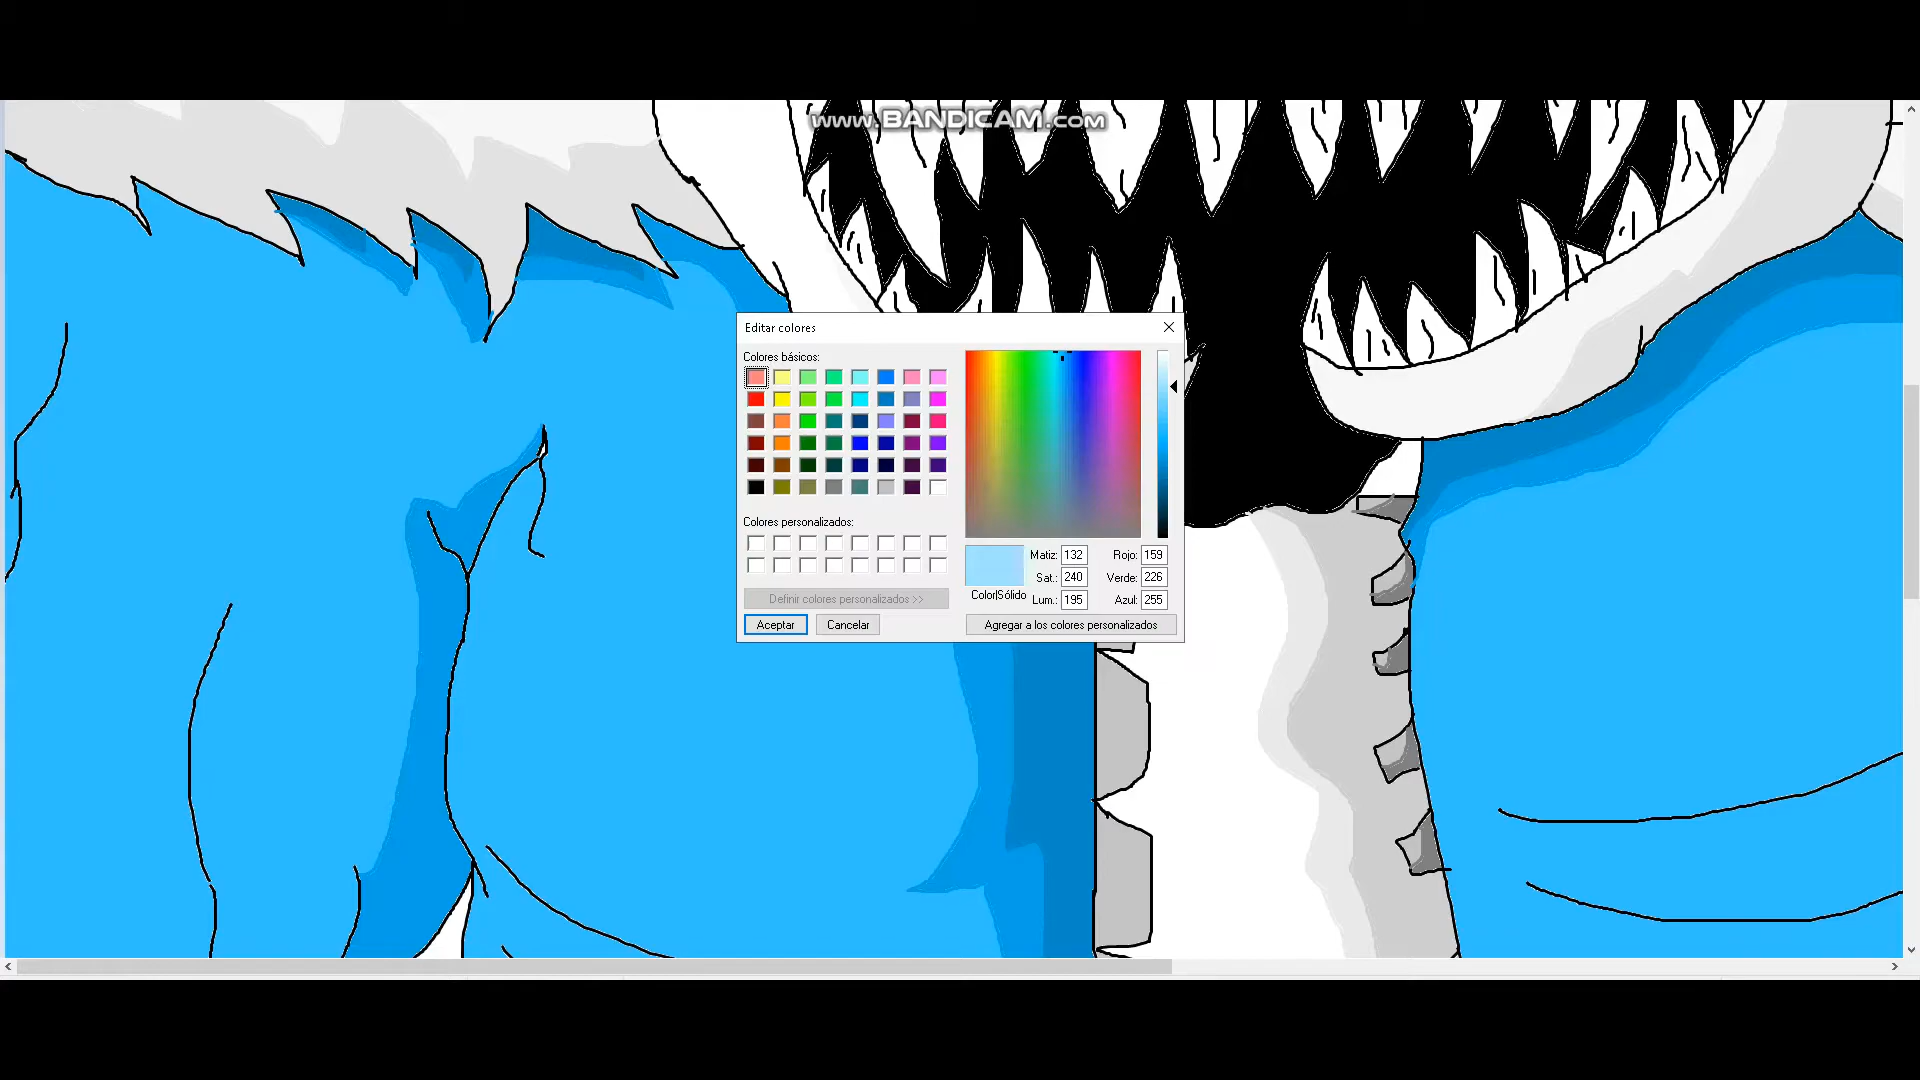 www.BANDICAM.com
Editar colores
Colores básicos:
Colores personalizados:
Definir colores personalizados >>
Aceptar
Cancelar
Matiz: 132
Rojo: 159
Sat.: 240
Verde: 226
Color|Sólido
Lum.: 195
Azul: 255
Agregar a los colores personalizados